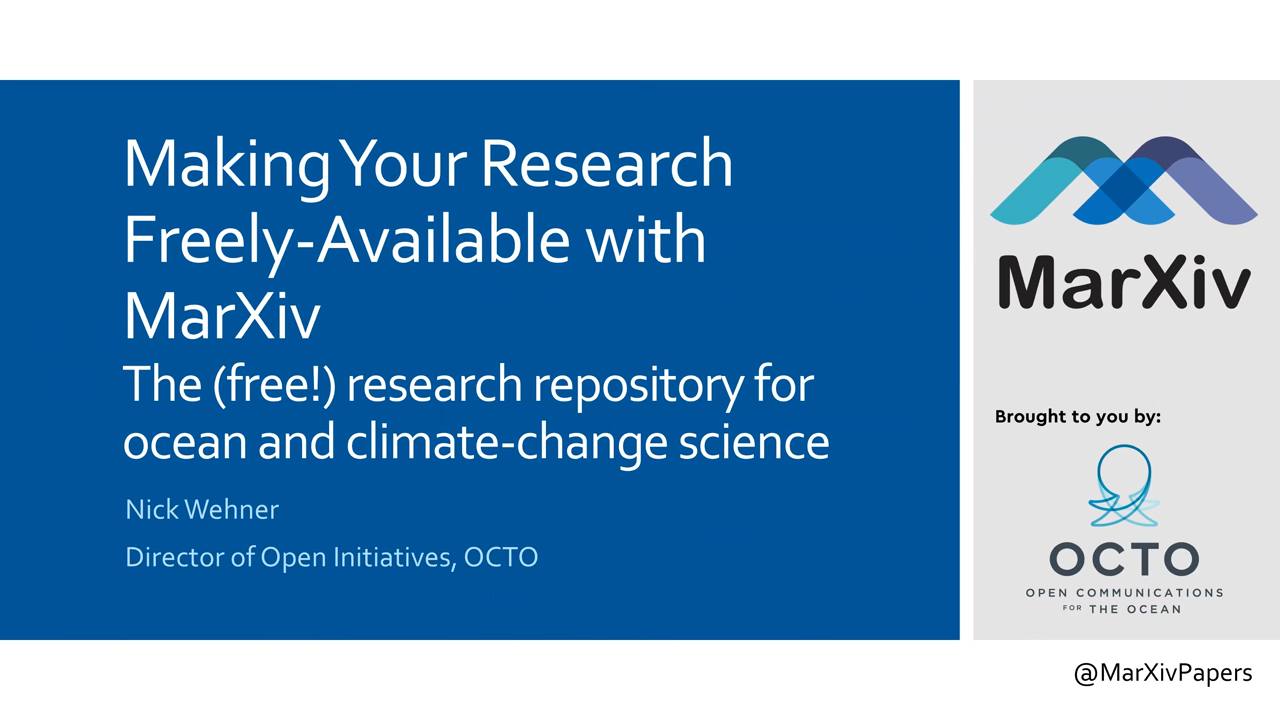 Making Your Research
Freely-Available with
MarXiv
The (free!) research repository for
ocean and climate-change science
Nick Wehner
Director of Open Initiatives, OCTO
MarXiv
Brought to you by:
OCTO
OPEN COMMUNICATIONS
FOR THE OCEAN
@MarXivPapers